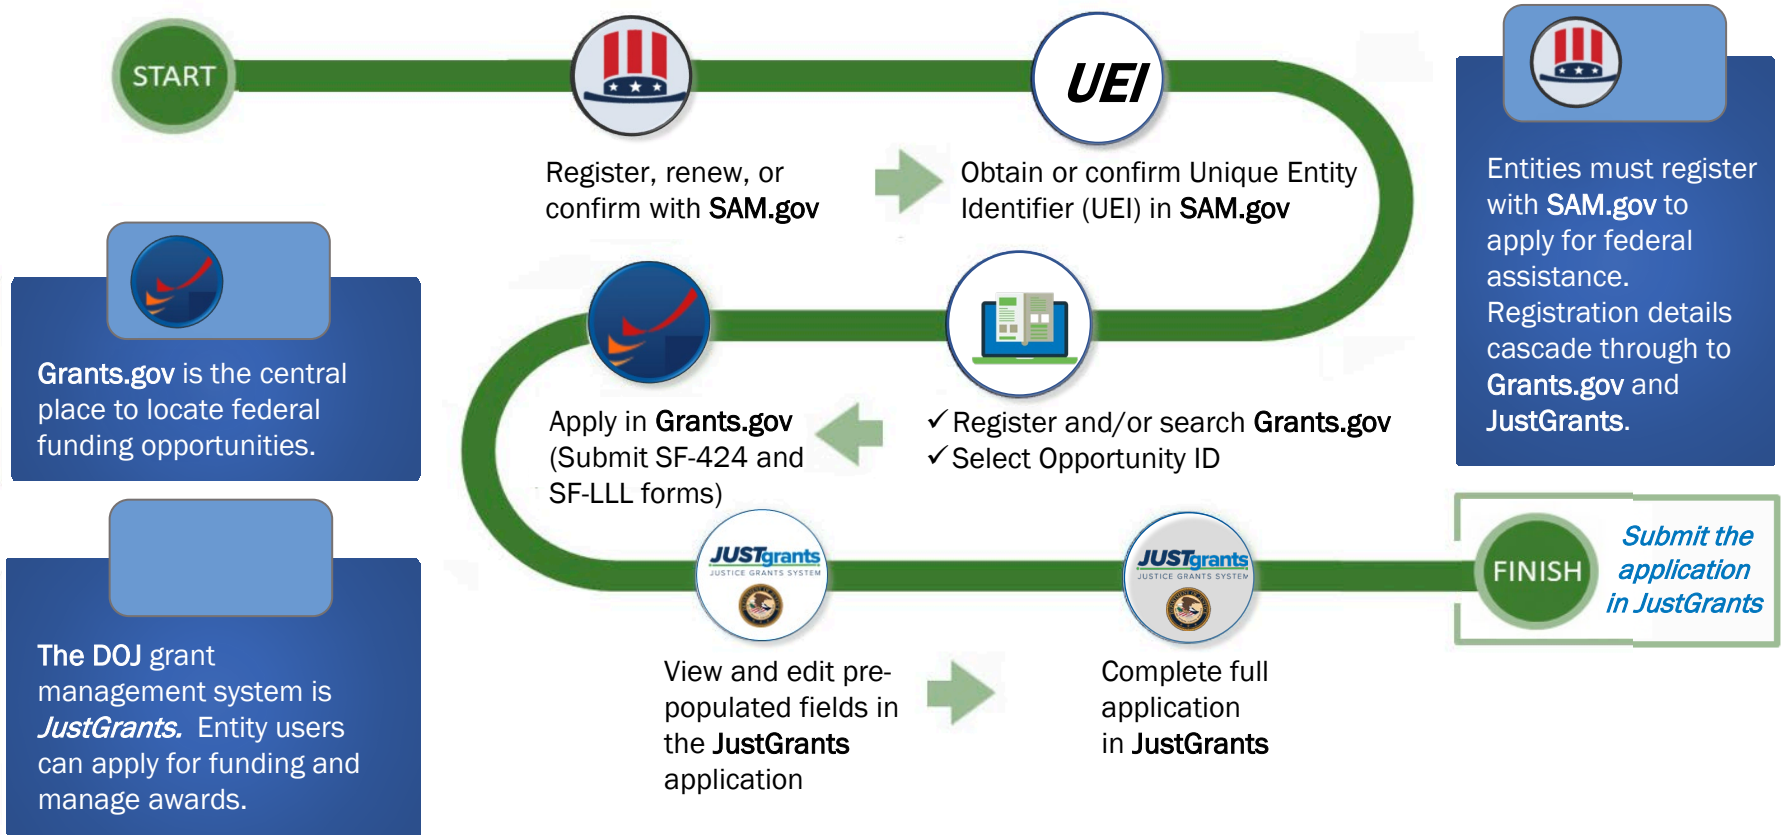 START
UEI
Register, renew, or
confirm with SAM.gov
Obtain or confirm Unique Entity
Identifier (UEI) in SAM.gov
Entities must register
with SAM.gov to
apply for federal
assistance.
Registration details
cascade through to
Grants.gov and
JustGrants.
Grants.gov is the central
place to locate federal
funding opportunities.
✓ Register and/or search Grants.gov
✓ Select Opportunity ID
Apply in Grants.gov
(Submit SF-424 and
SF-LLL forms)
The DOJ grant
management system is
JustGrants. Entity users
can apply for funding and
manage awards.
JUSTgrants
JUSTICE GRANTS SYSTEM
View and edit pre-
populated fields in
the JustGrants
application
JUSTgrants
JUSTICE GRANTS SYSTEM
Complete full
application
in JustGrants
FINISH
Submit the
application
in JustGrants